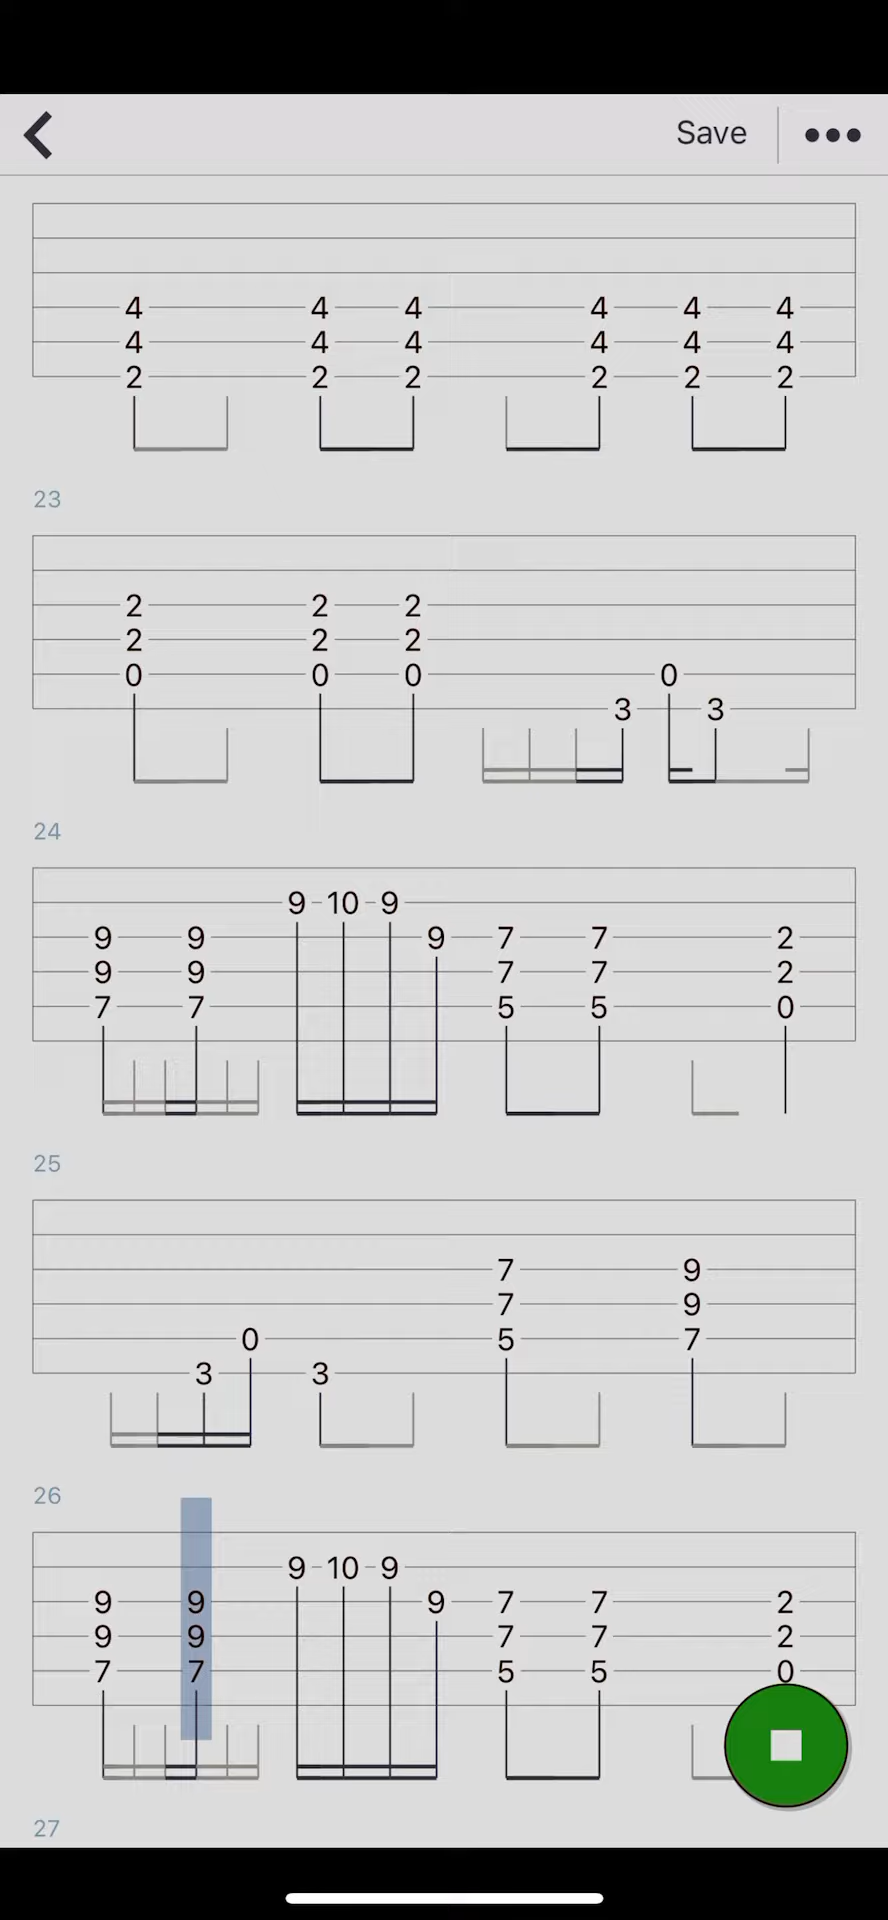 Save
4 4 4 4 4 4
4 4 4 4 4 4
2 2 2 2 2 2
23
2 2 2
2 2 2
0 0 0 0
3 3
24
9 10 9
9 9 9 7 7 2
9 9 7 7 2
7 7 5 5 0
25
7 9
7 9
0 5 7
3 3
26
9 10 9
9 9 9 7 7 2
9 9 7 7 2
7 7 5 5 0
27